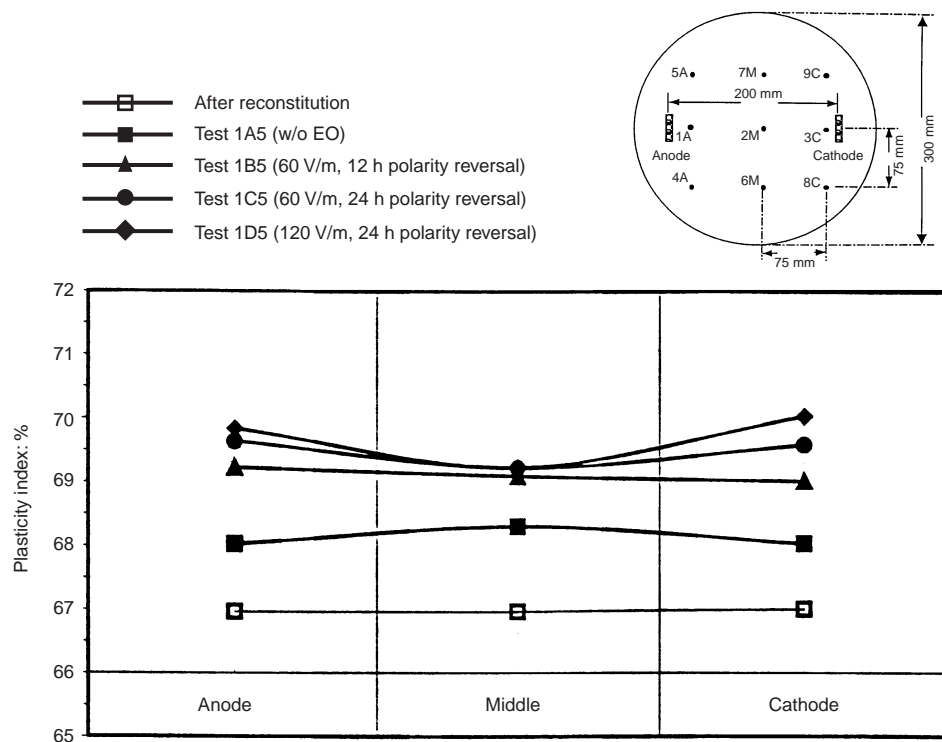 After reconstitution
Test 1A5 (w/o EO)
Test 1B5 (60 V/m, 12 h polarity reversal)
Test 1C5 (60 V/m, 24 h polarity reversal)
Test 1D5 (120 V/m, 24 h polarity reversal)
5A 7M 9C
200 mm
1A 2M 3C
Anode Cathode
4A 6M 8C
75 mm
75 mm
300 mm
Plasticity index: %
72
71
70
69
68
67
66
65
Anode Middle Cathode